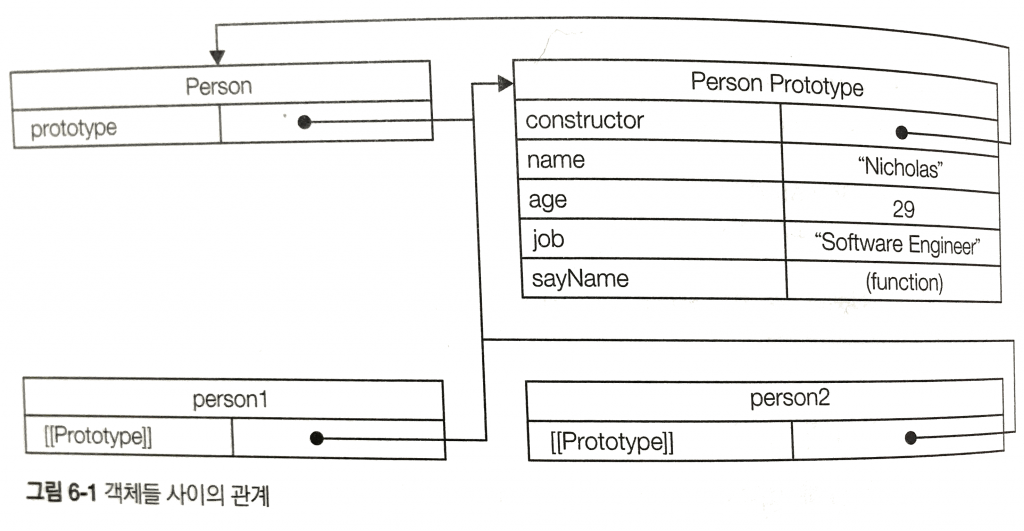 Person
prototype
Person Prototype
constructor
name “Nicholas”
age 29
job “Software Engineer”
sayName (function)
person1
[[Prototype]]
person2
[[Prototype]]
그림 6-1 객체들 사이의 관계